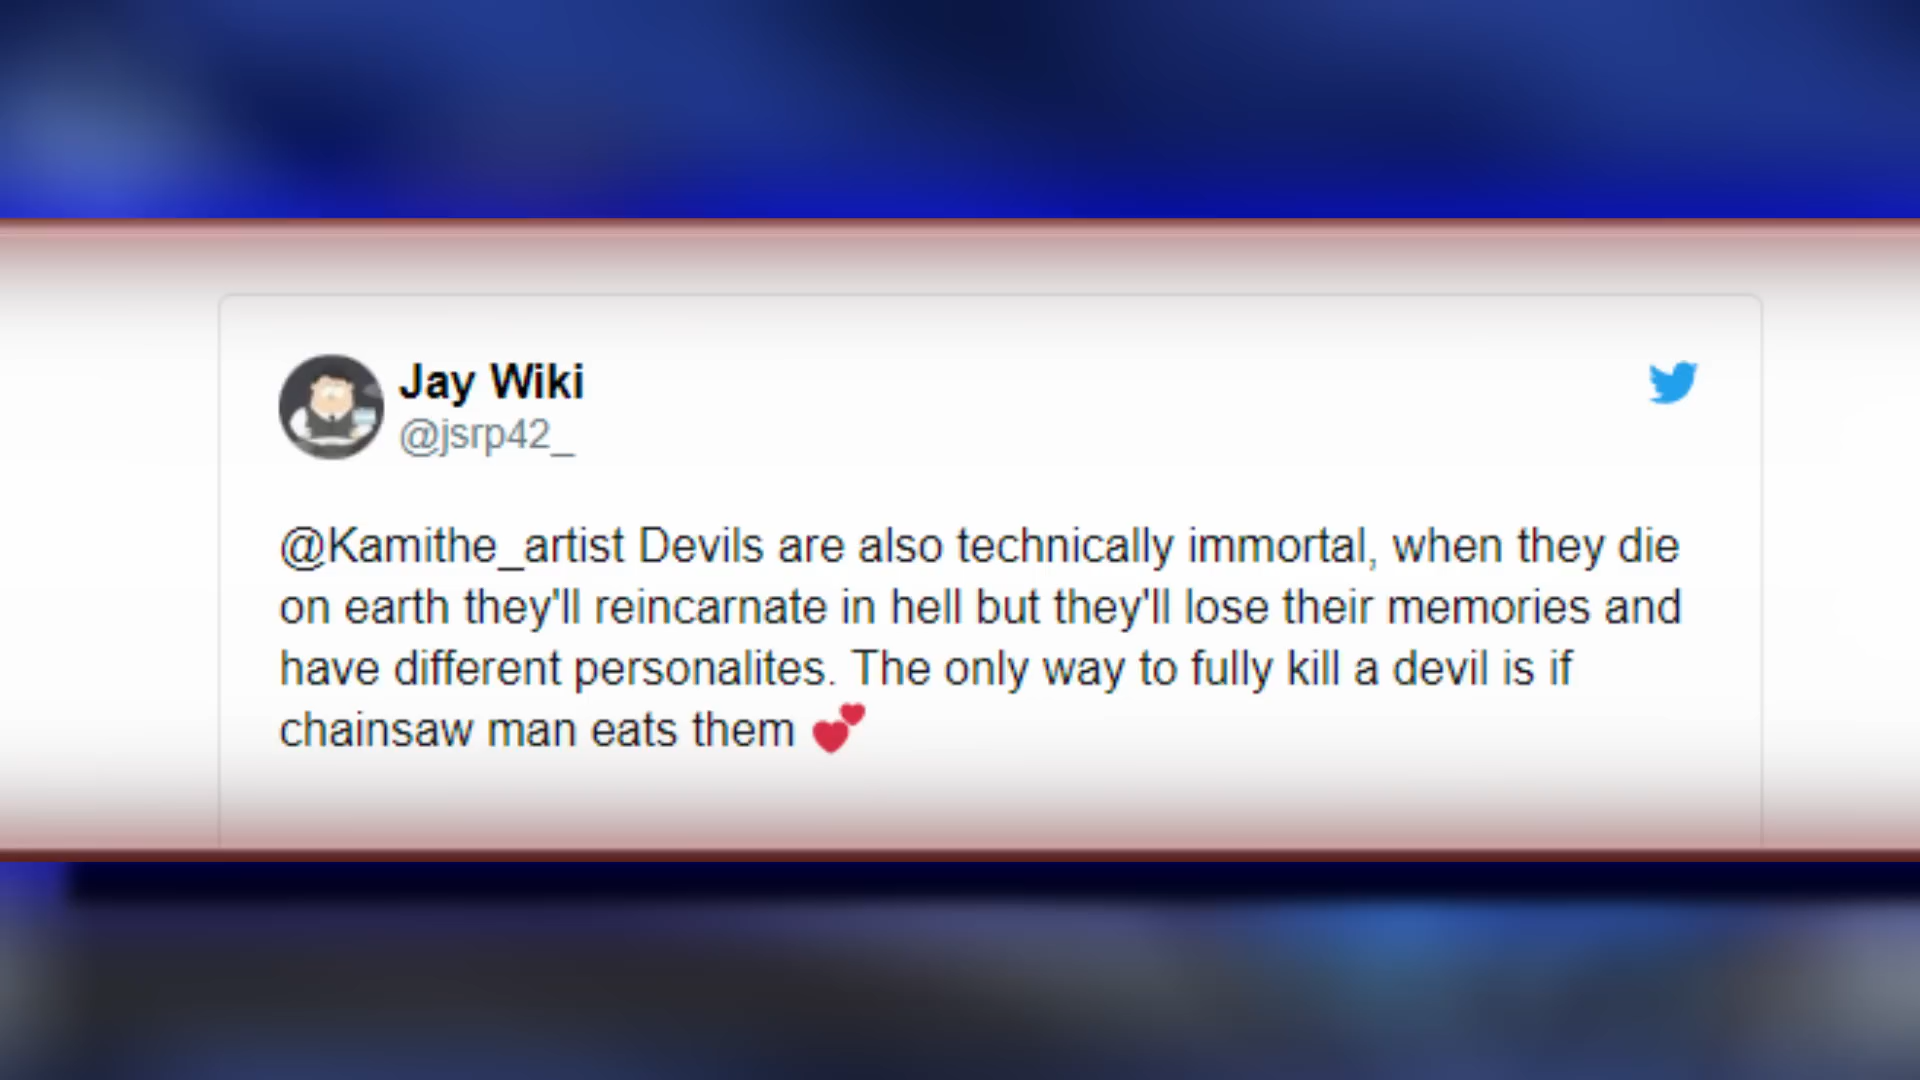 Jay Wiki
@jsrp42_
@Kamithe_artist Devils are also technically immortal, when they die
on earth they'll reincarnate in hell but they'll lose their memories and
have different personalites. The only way to fully kill a devil is if
chainsaw man eats them 💕